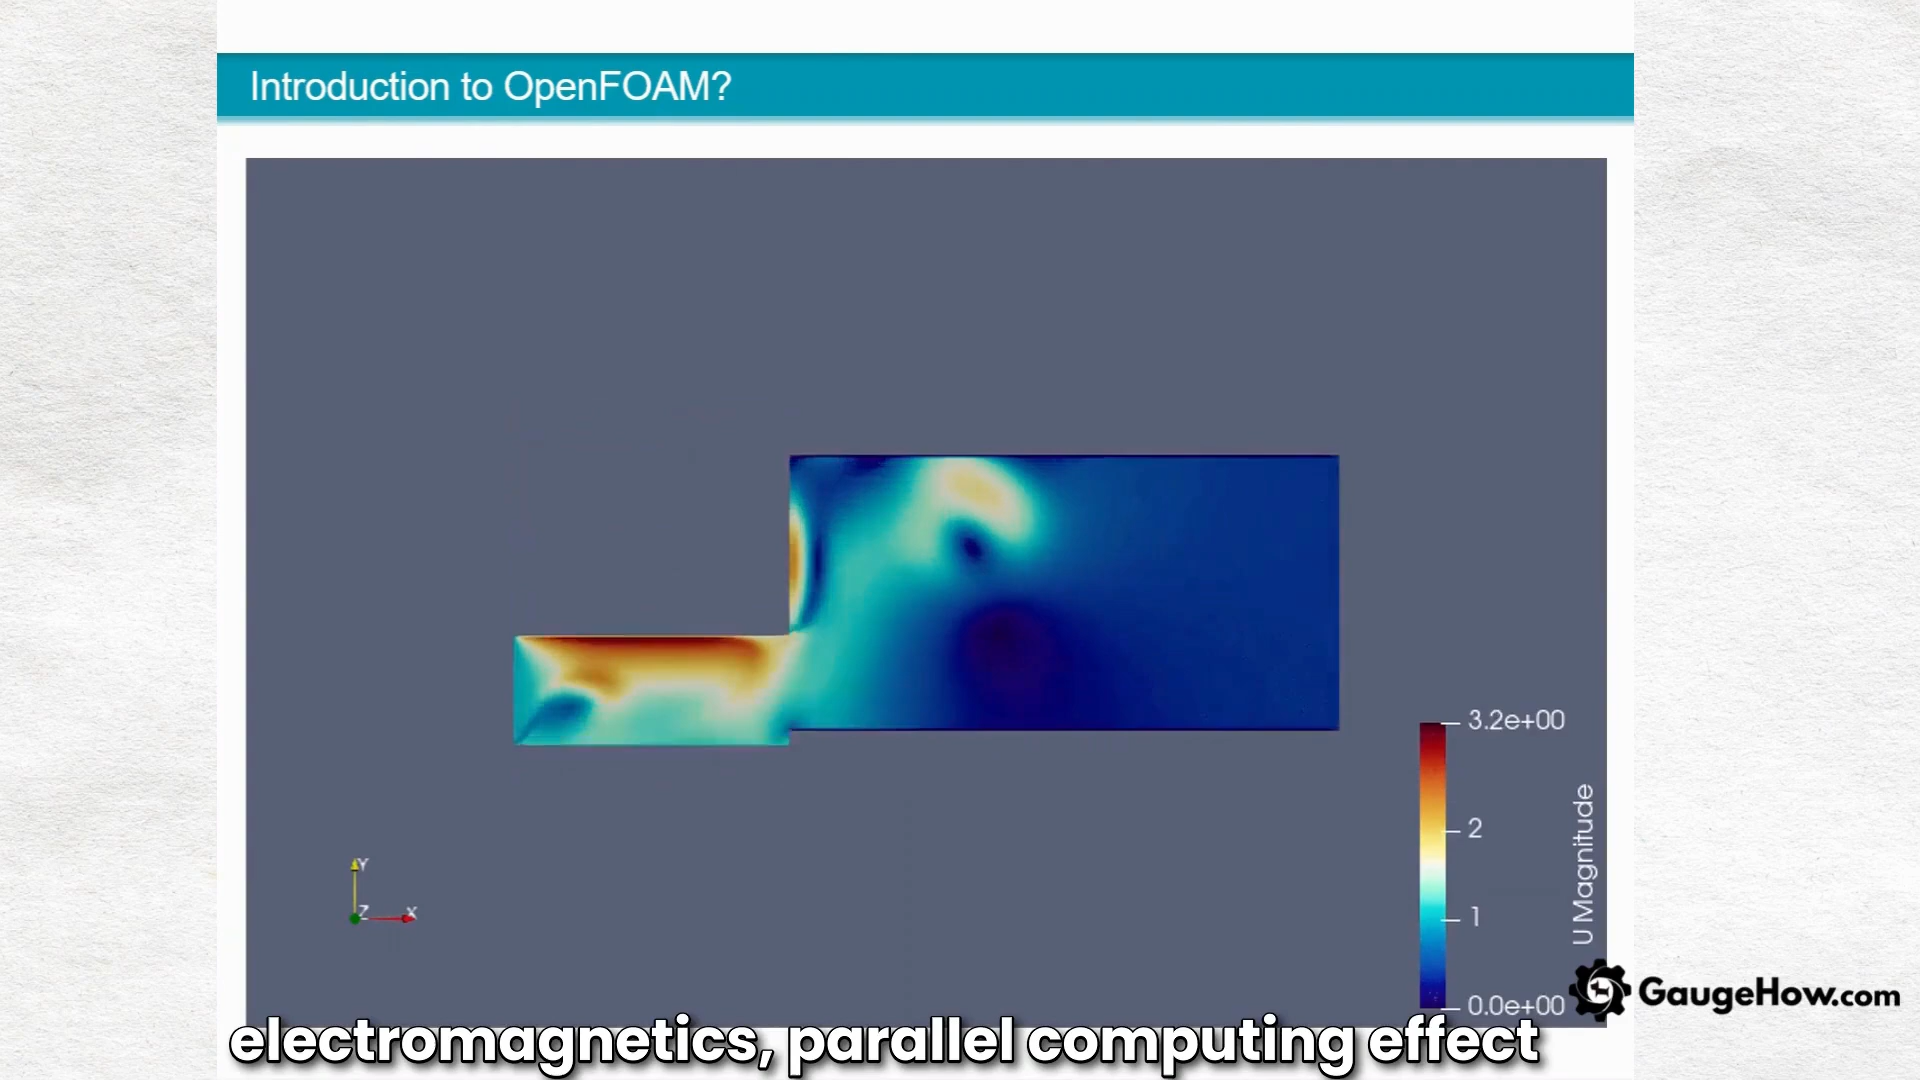 Introduction to OpenFOAM?
3.2e+00
2
1
0.0e+00
U Magnitude
Y
Z
X
GaugeHow.com
electromagnetics, parallel computing effect